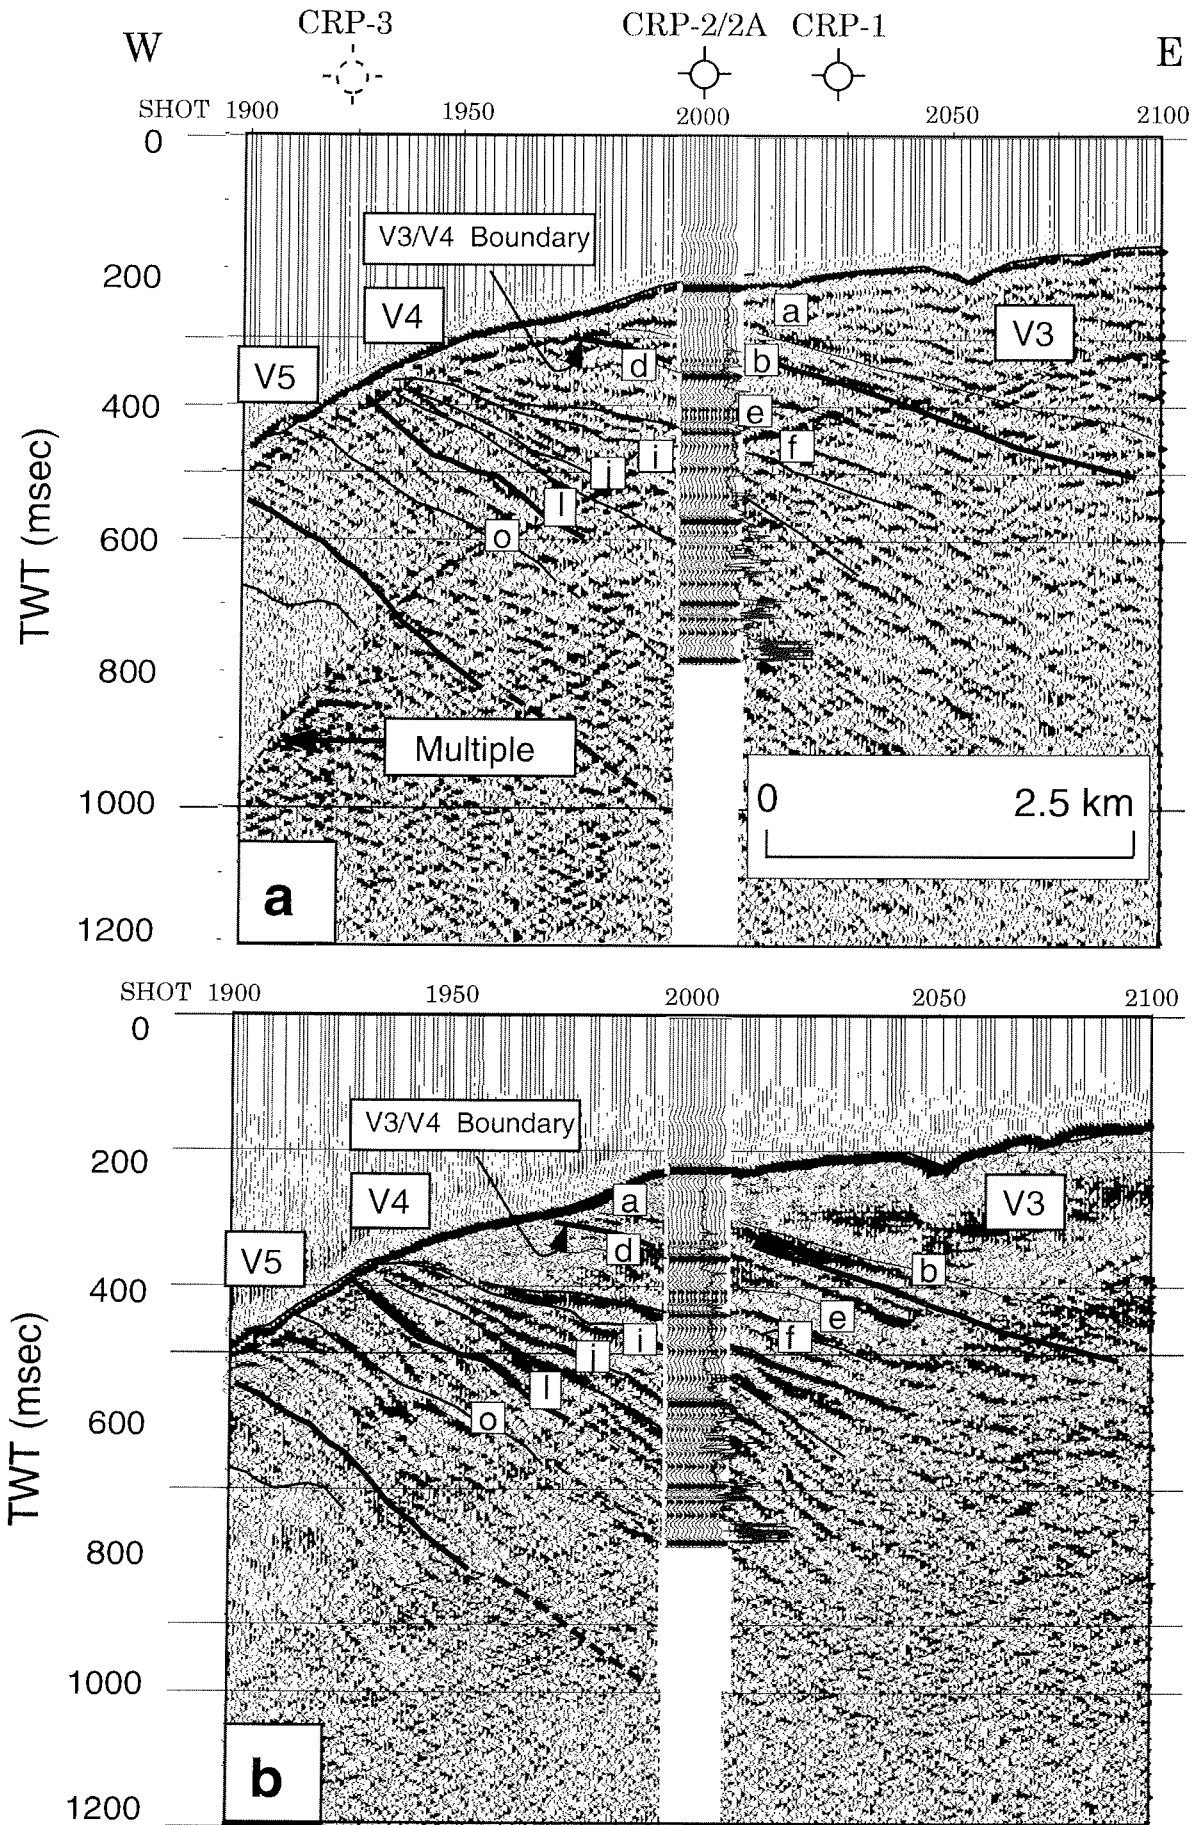 CRP-3 CRP-2/2A CRP-1
W E
SHOT 1900 1950 2000 2050 2100
0
200
V3/V4 Boundary
a
V4
V3
d b
V5
400
e
f
i
j
l
TWT (msec)
600
o
800
Multiple
0 2.5 km
1000
a
1200
SHOT 1900 1950 2000 2050 2100
0
V3/V4 Boundary
200
V4
a
V3
d
V5
b
400
e
f
i
j
l
TWT (msec)
600
o
800
1000
b
1200